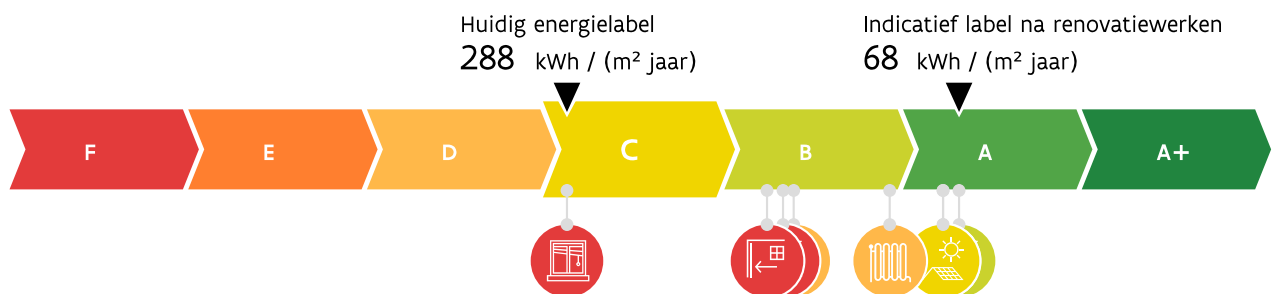 Huidig energielabel
288 kWh / (m² jaar)
Indicatief label na renovatiewerken
68 kWh / (m² jaar)
F
E
D
C
B
A
A+